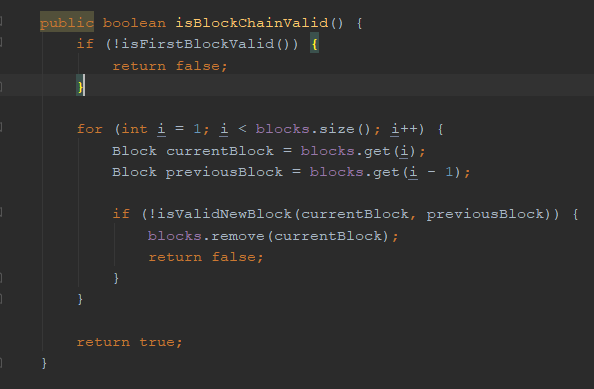 public boolean isBlockChainValid() {
if (!isFirstBlockValid()) {
return false;
}
for (int i = 1; i < blocks.size(); i++) {
Block currentBlock = blocks.get(i);
Block previousBlock = blocks.get(i - 1);
if (!isValidNewBlock(currentBlock, previousBlock)) {
blocks.remove(currentBlock);
return false;
}
}
return true;
}